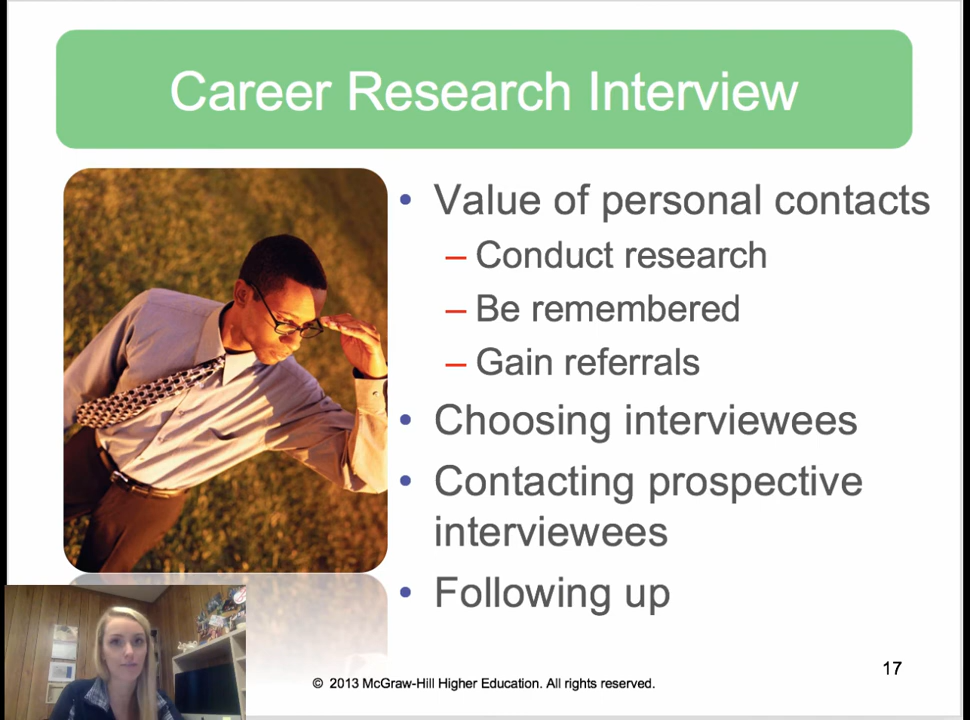 Career Research Interview
• Value of personal contacts
– Conduct research
– Be remembered
– Gain referrals
• Choosing interviewees
• Contacting prospective
interviewees
• Following up
17
© 2013 McGraw-Hill Higher Education. All rights reserved.